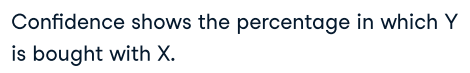 Confidence shows the percentage in which Y
is bought with X.